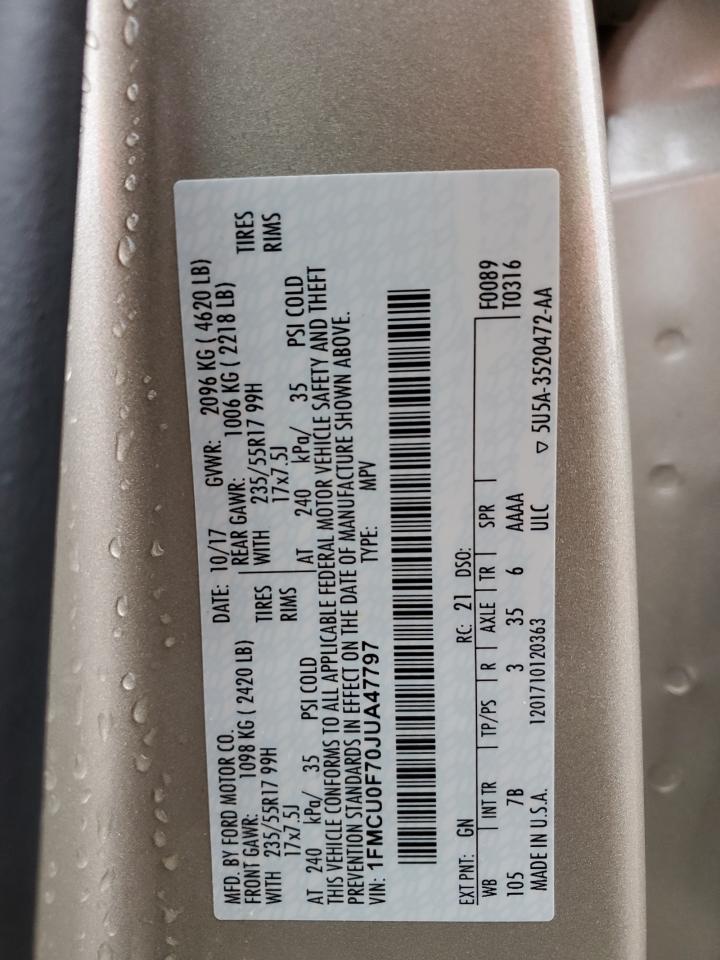 MFD. BY FORD MOTOR CO.
DATE: 10/17 GVWR: 2096 KG ( 4620 LB)
FRONT GAWR: 1098 KG ( 2420 LB) REAR GAWR: 1006 KG ( 2218 LB)
WITH 235/55R17 99H TIRES WITH 235/55R17 99H TIRES
17x7.5J RIMS 17x7.5J RIMS
AT 240 kPa/ 35 PSI COLD AT 240 kPa/ 35 PSI COLD
THIS VEHICLE CONFORMS TO ALL APPLICABLE FEDERAL MOTOR VEHICLE SAFETY AND THEFT
PREVENTION STANDARDS IN EFFECT ON THE DATE OF MANUFACTURE SHOWN ABOVE.
VIN: 1FMCU0F70JUA47797 TYPE: MPV
EXT PNT: GN RC: 21 DSO:
WB INT TR TP/PS R AXLE TR SPR F0089
105 7B 3 35 6 AAAA T0316
MADE IN U.S.A. 1201710120363 ULC ▽ 5U5A-3520472-AA